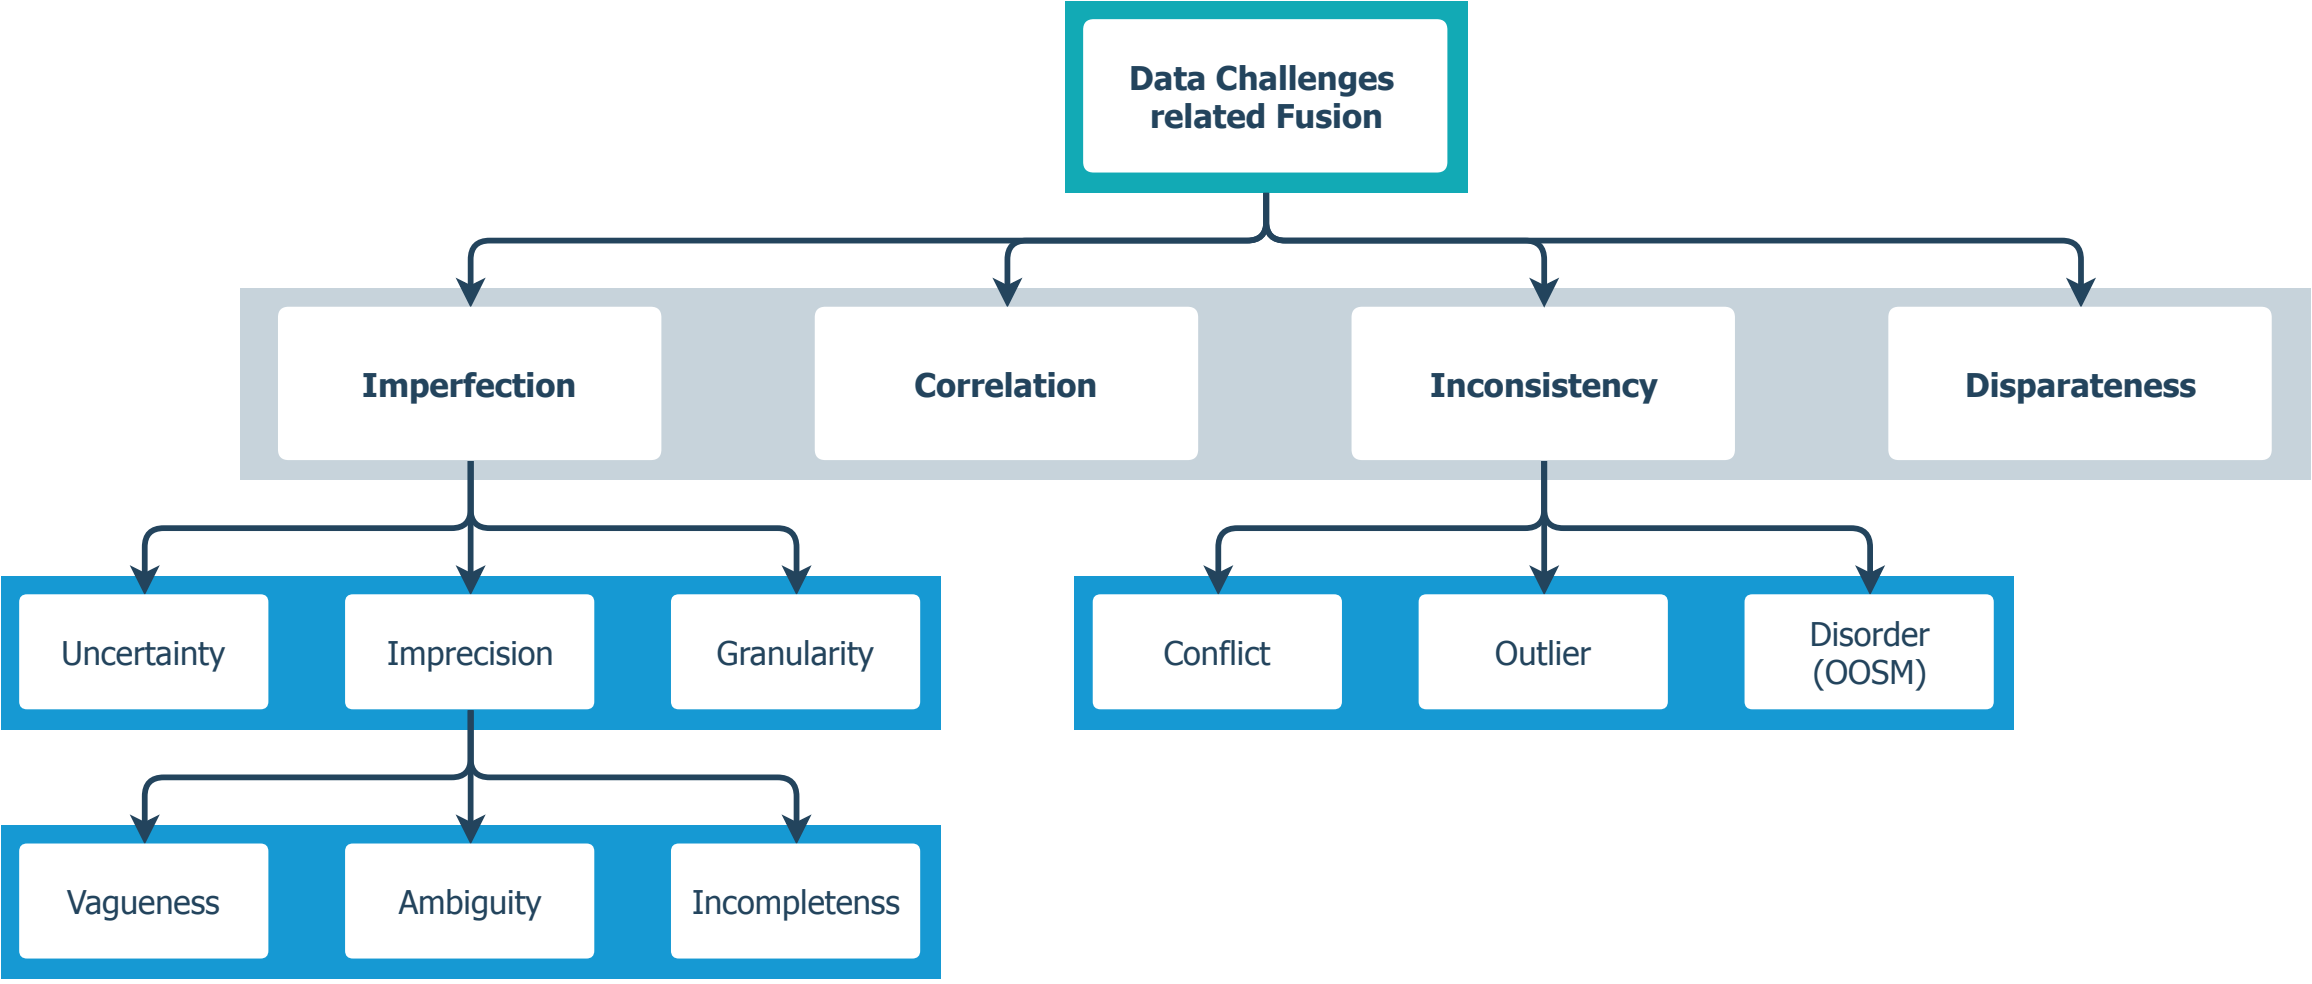 Data Challenges
related Fusion
Imperfection
Correlation
Inconsistency
Disparateness
Uncertainty
Imprecision
Granularity
Conflict
Outlier
Disorder
(OOSM)
Vagueness
Ambiguity
Incompletenss